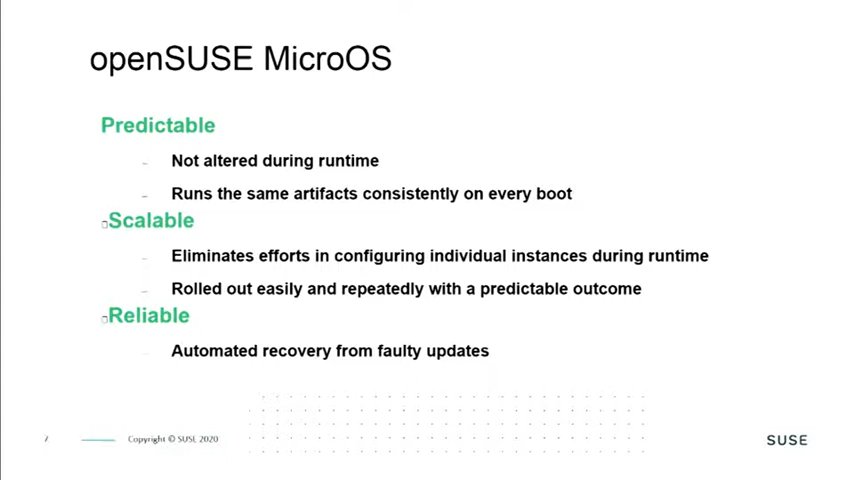 openSUSE MicroOS
Predictable
– Not altered during runtime
– Runs the same artifacts consistently on every boot
Scalable
– Eliminates efforts in configuring individual instances during runtime
– Rolled out easily and repeatedly with a predictable outcome
Reliable
– Automated recovery from faulty updates
7
Copyright © SUSE 2020
SUSE